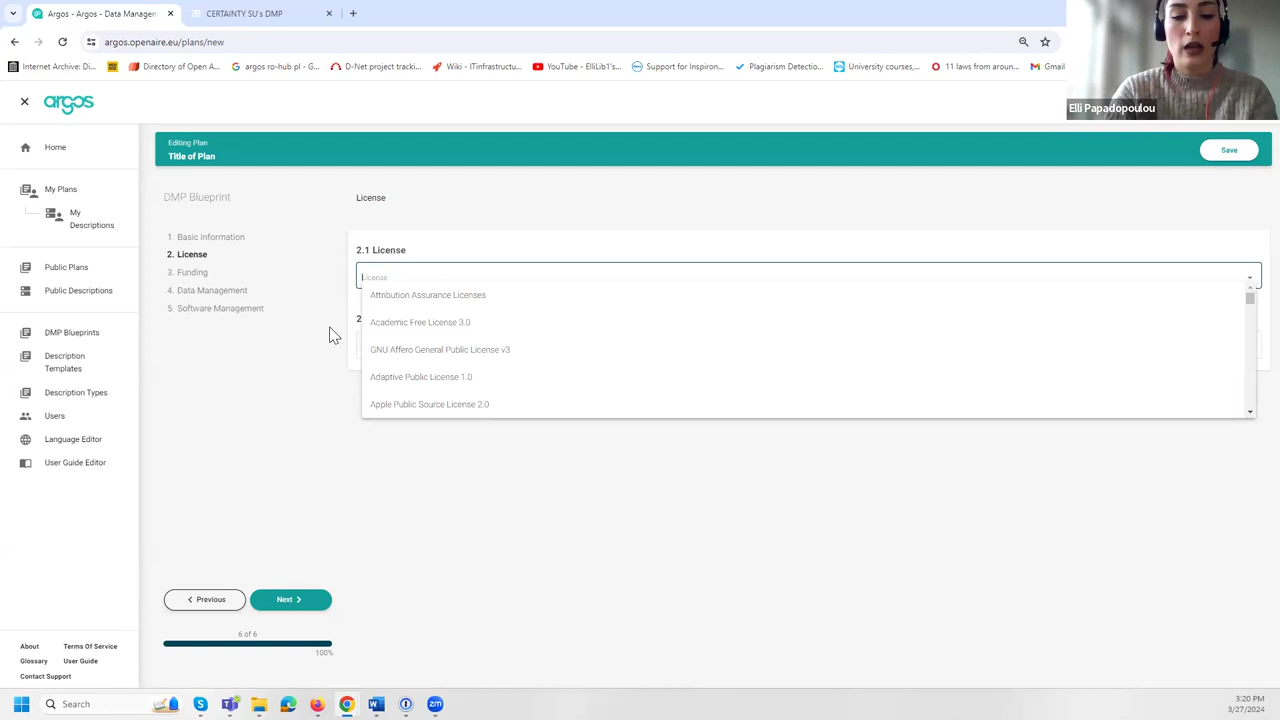 Argos - Argos - Data Managem
CERTAINTY SU's DMP
argos.openaire.eu/plans/new
Internet Archive: Di...
Directory of Open A...
argos ro-hub pl - G...
D-Net project tracki...
Wiki - ITinfrastructu...
YouTube - ElliLib1's...
Support for Inspiron...
Plagiarism Detectio...
University courses,...
11 laws from aroun...
Gmail
Elli Papadopoulou
argos
Home
My Plans
My
Descriptions
Public Plans
Public Descriptions
DMP Blueprints
Description
Templates
Description Types
Users
Language Editor
User Guide Editor
About
Terms Of Service
Glossary
User Guide
Contact Support
Editing Plan
Title of Plan
Save
DMP Blueprint
1. Basic Information
2. License
3. Funding
4. Data Management
5. Software Management
Previous
Next
6 of 6
100%
License
2.1 License
License
2
Attribution Assurance Licenses
Academic Free License 3.0
GNU Affero General Public License v3
Adaptive Public License 1.0
Apple Public Source License 2.0
Search
3:20 PM
3/27/2024